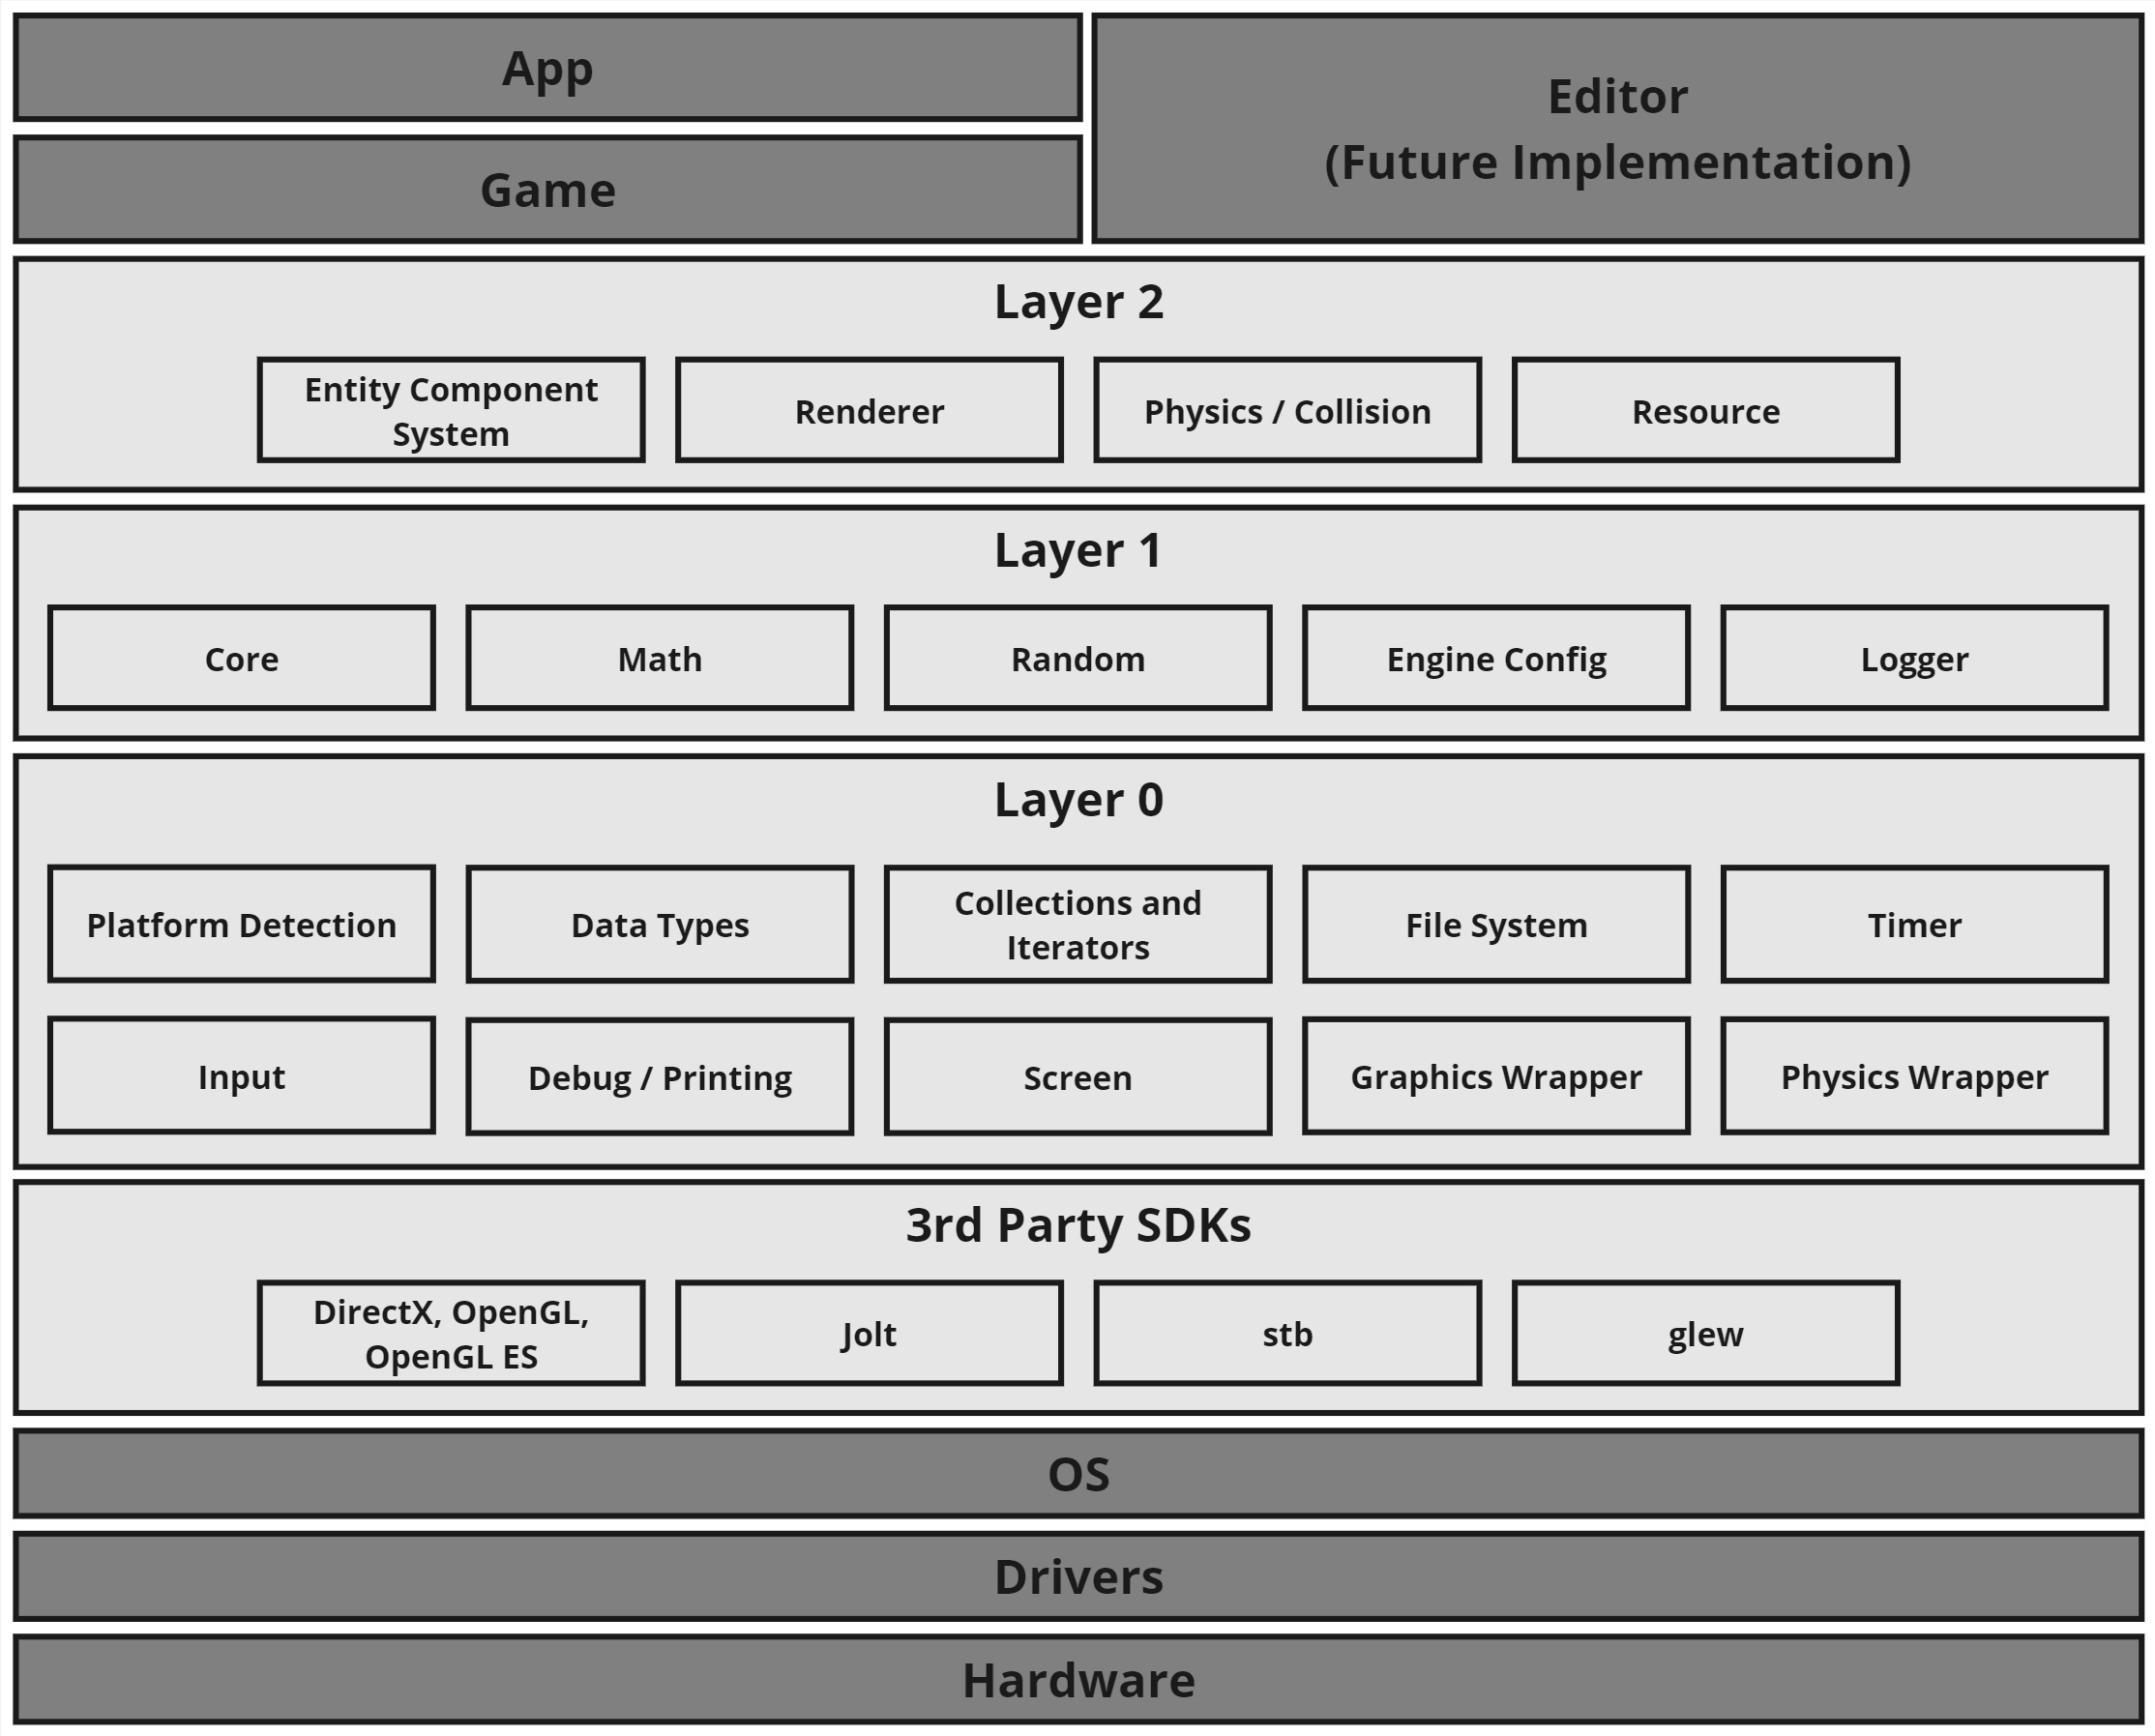 App
Game
Editor
(Future Implementation)
Layer 2
Entity Component
System
Renderer
Physics / Collision
Resource
Layer 1
Core
Math
Random
Engine Config
Logger
Layer 0
Platform Detection
Data Types
Collections and
Iterators
File System
Timer
Input
Debug / Printing
Screen
Graphics Wrapper
Physics Wrapper
3rd Party SDKs
DirectX, OpenGL,
OpenGL ES
Jolt
stb
glew
OS
Drivers
Hardware